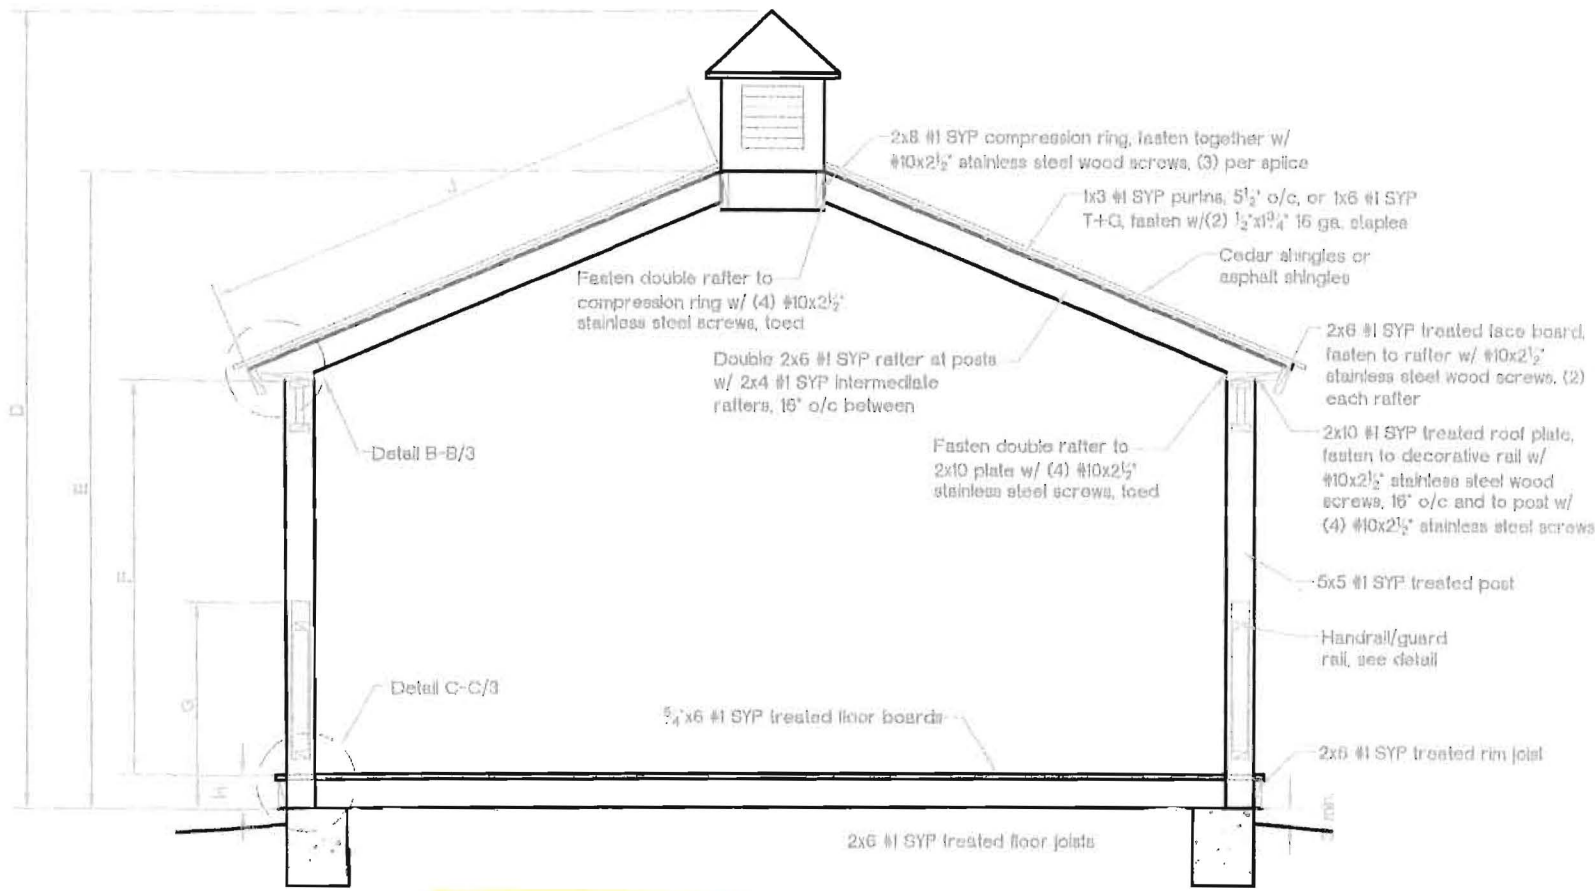 2x8 #1 SYP compression ring, fasten together w/
#10x2½" stainless steel wood screws, (3) per splice
1x3 #1 SYP purlins, 5½" o/c, or 1x6 #1 SYP
T+G, fasten w/(2) ½"x1¾" 16 ga. staples
Cedar shingles or
asphalt shingles
J
Fasten double rafter to
compression ring w/ (4) #10x2½"
stainless steel screws, toed
2x6 #1 SYP treated face board,
fasten to rafter w/ #10x2½"
stainless steel wood screws, (2)
each rafter
Double 2x6 #1 SYP rafter at posts
w/ 2x4 #1 SYP intermediate
rafters, 16" o/c between
D
Detail B-B/3
Fasten double rafter to
2x10 plate w/ (4) #10x2½"
stainless steel screws, toed
2x10 #1 SYP treated roof plate,
fasten to decorative rail w/
#10x2½" stainless steel wood
screws, 16" o/c and to post w/
(4) #10x2½" stainless steel screws
E
F
5x5 #1 SYP treated post
Handrail/guard
rail, see detail
G
Detail C-C/3
5/4"x6 #1 SYP treated floor boards
2x6 #1 SYP treated rim joist
min.
2x6 #1 SYP treated floor joists